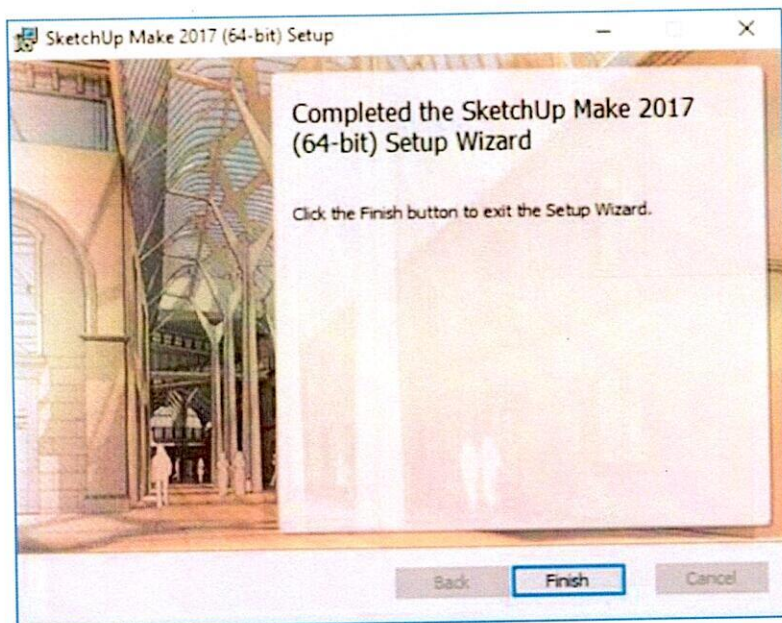 SketchUp Make 2017 (64-bit) Setup
Completed the SketchUp Make 2017
(64-bit) Setup Wizard
Click the Finish button to exit the Setup Wizard.
Back
Finish
Cancel